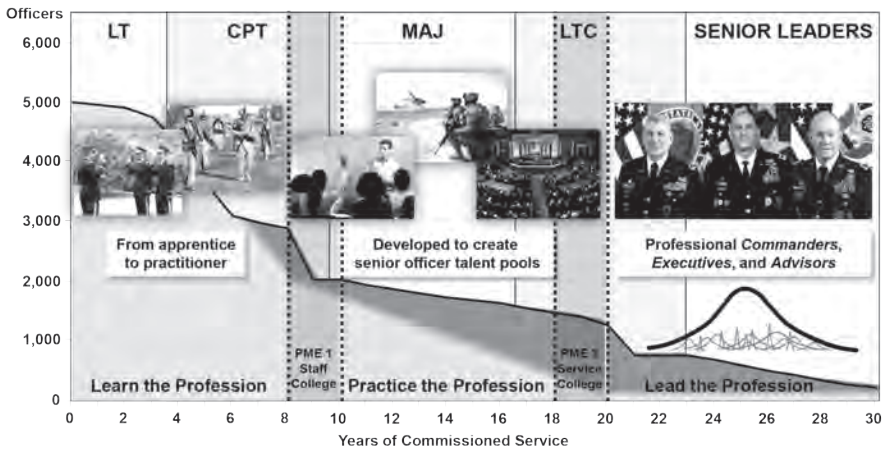 Officers
LT CPT MAJ LTC SENIOR LEADERS
6,000
5,000
4,000
3,000
2,000
1,000
0
From apprentice
to practitioner
Developed to create
senior officer talent pools
Professional Commanders,
Executives, and Advisors
PME 1
Staff
College
PME
Service
College
Learn the Profession
Practice the Profession
Lead the Profession
0 2 4 6 8 10 12 14 16 18 20 22 24 26 28 30
Years of Commissioned Service